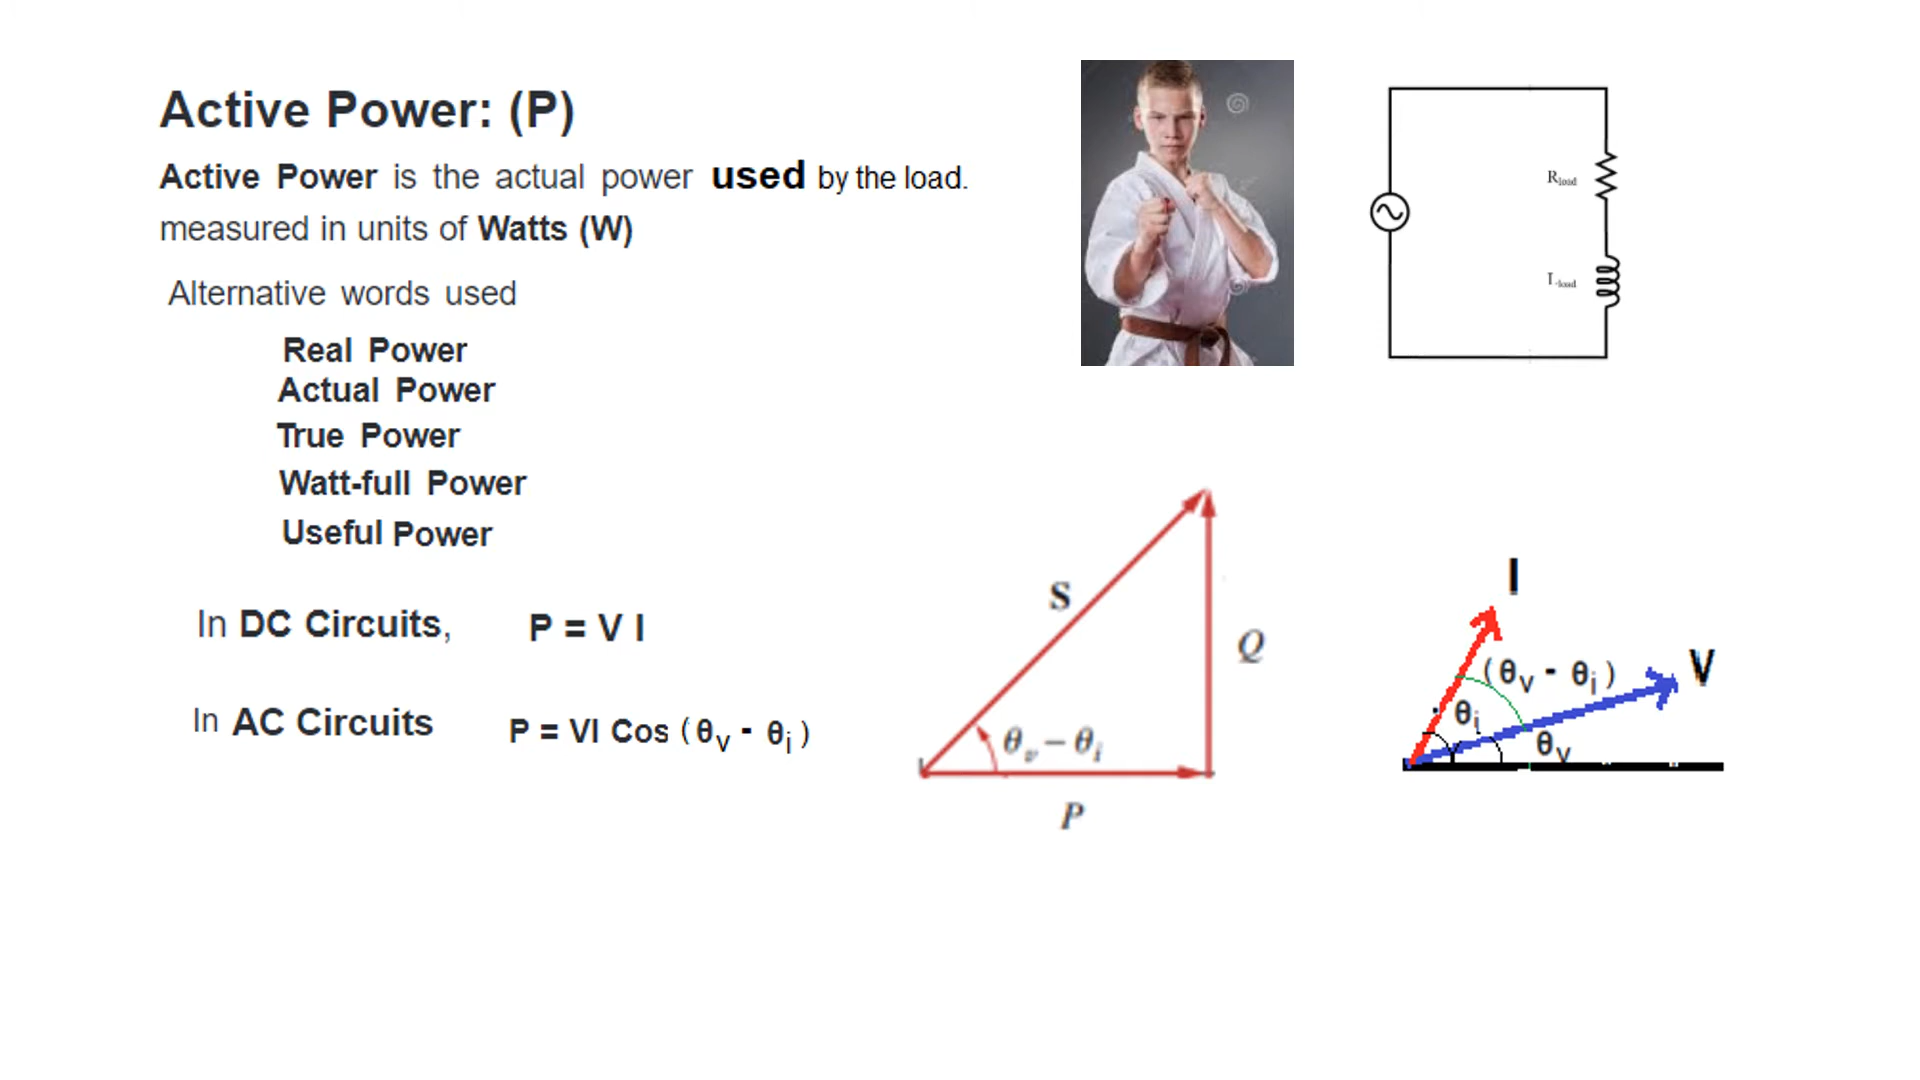 Active Power: (P)
Active Power is the actual power used by the load.
measured in units of Watts (W)
Alternative words used
Real Power
Actual Power
True Power
Watt-full Power
Useful Power
In DC Circuits, P = V I
In AC Circuits P = VI Cos (θv - θi)
Rload
S
Q
θv − θi
P
I
V
(θv - θi)
θi
θv